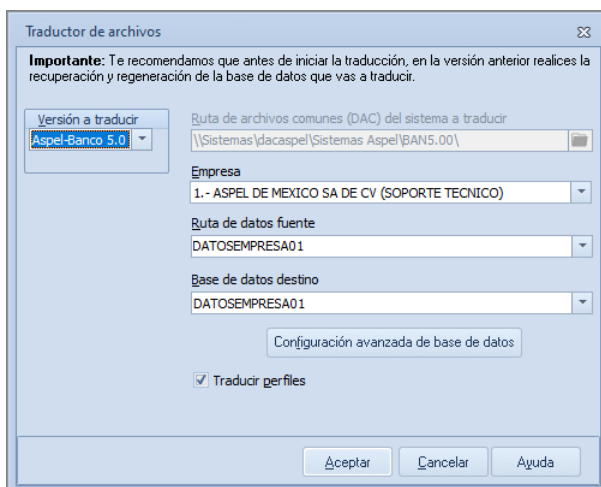 Traductor de archivos
Importante: Te recomendamos que antes de iniciar la traducción, en la versión anterior realices la
recuperación y regeneración de la base de datos que vas a traducir.
Versión a traducir
Aspel-Banco 5.0
Ruta de archivos comunes (DAC) del sistema a traducir
\\Sistemas\dacaspel\Sistemas Aspel\BAN5.00\
Empresa
1.- ASPEL DE MEXICO SA DE CV (SOPORTE TECNICO)
Ruta de datos fuente
DATOSEMPRESA01
Base de datos destino
DATOSEMPRESA01
Configuración avanzada de base de datos
Traducir perfiles
Aceptar
Cancelar
Ayuda